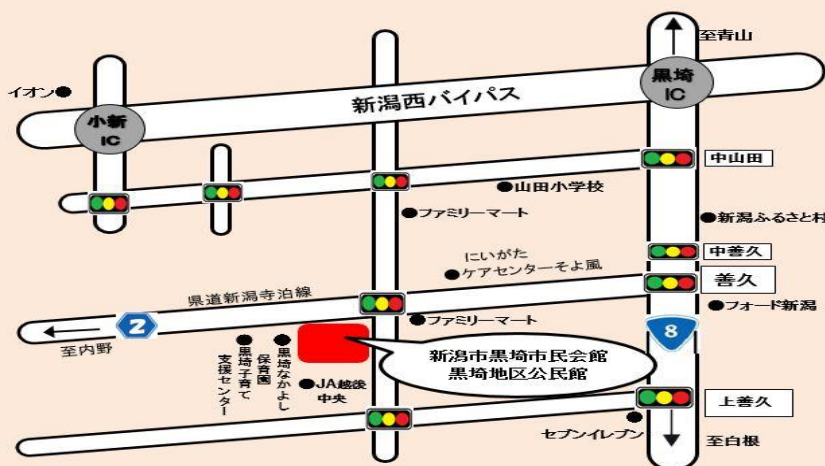 至青山
イオン
小新
IC
新潟西バイパス
黒埼
IC
中山田
山田小学校
ファミリーマート
新潟ふるさと村
中善久
にいがた
ケアセンターそよ風
善久
県道新潟寺泊線
フォード新潟
2
至内野
ファミリーマート
8
新潟市黒埼市民会館
黒埼地区公民館
黒埼なかよし
保育園
黒埼子育て
支援センター
JA越後
中央
上善久
セブンイレブン
至白根